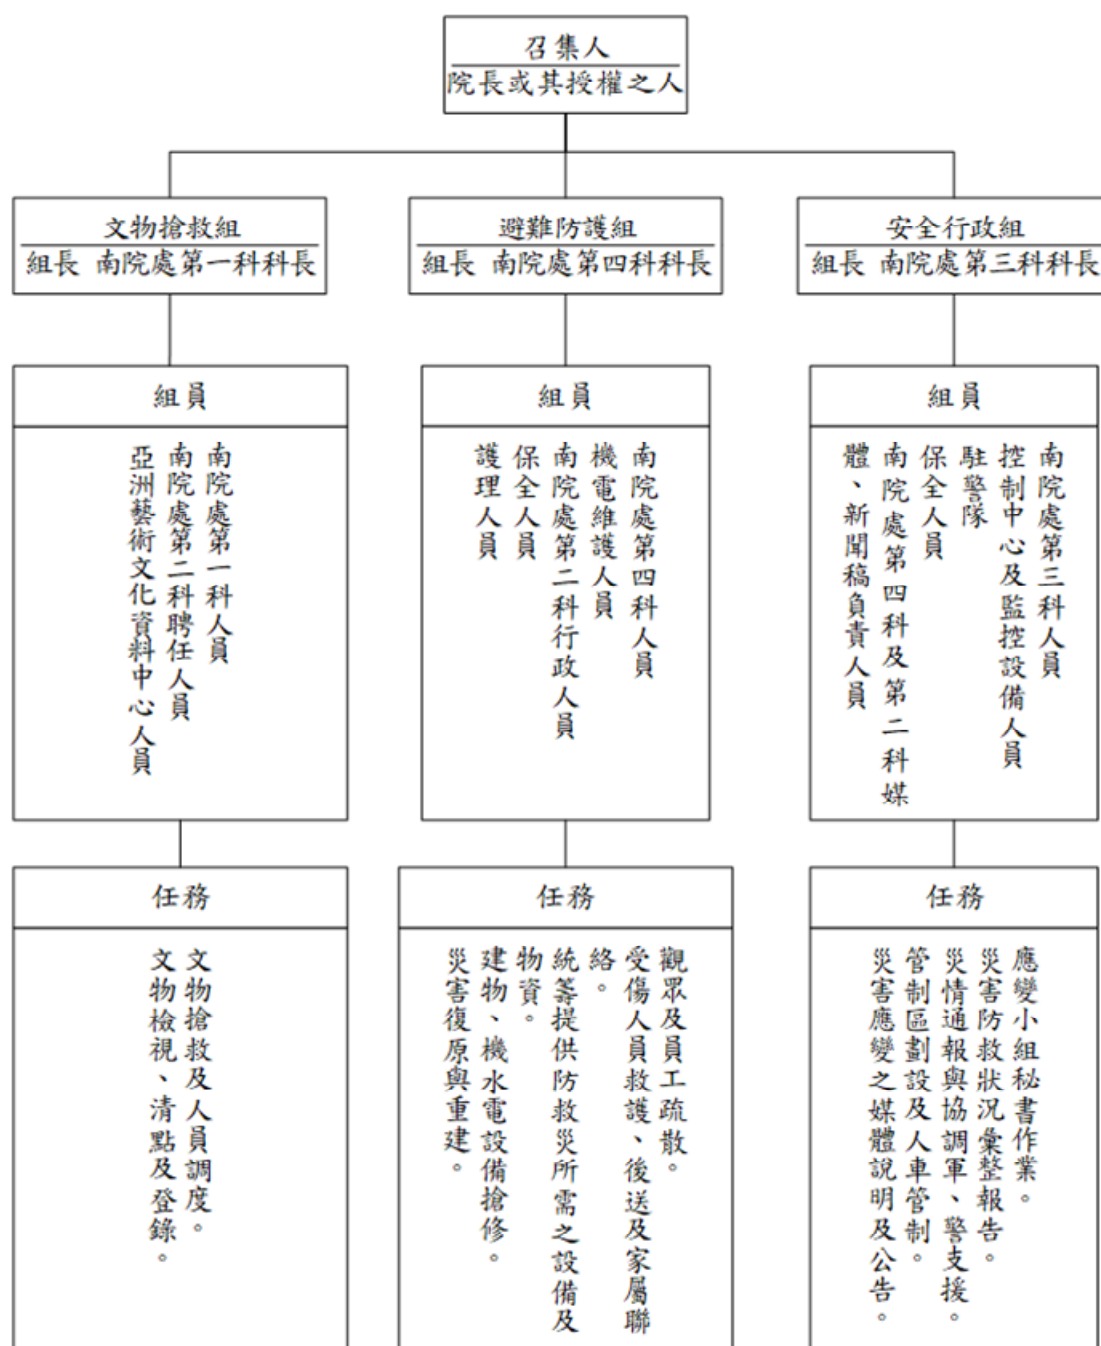 召集人
院長或其授權之人
文物搶救組
組長 南院處第一科科長
避難防護組
組長 南院處第四科科長
安全行政組
組長 南院處第三科科長
組員
南院處第一科人員
南院處第二科聘任人員
亞洲藝術文化資料中心人員
組員
南院處第四科人員
機電維護人員
南院處第二科行政人員
保全人員
護理人員
組員
南院處第三科人員
控制中心及監控設備人員
駐警隊
保全人員
南院處第四科及第二科媒
體、新聞稿負責人員
任務
文物搶救及人員調度。
文物檢視、清點及登錄。
任務
觀眾及員工疏散。
受傷人員救護、後送及家屬聯
絡。
統籌提供防救災所需之設備及
物資。
建物、機水電設備搶修。
災害復原與重建。
任務
應變小組秘書作業。
災害防救狀況彙整報告。
災情通報與協調軍、警支援。
管制區劃設及人車管制。
災害應變之媒體說明及公告。